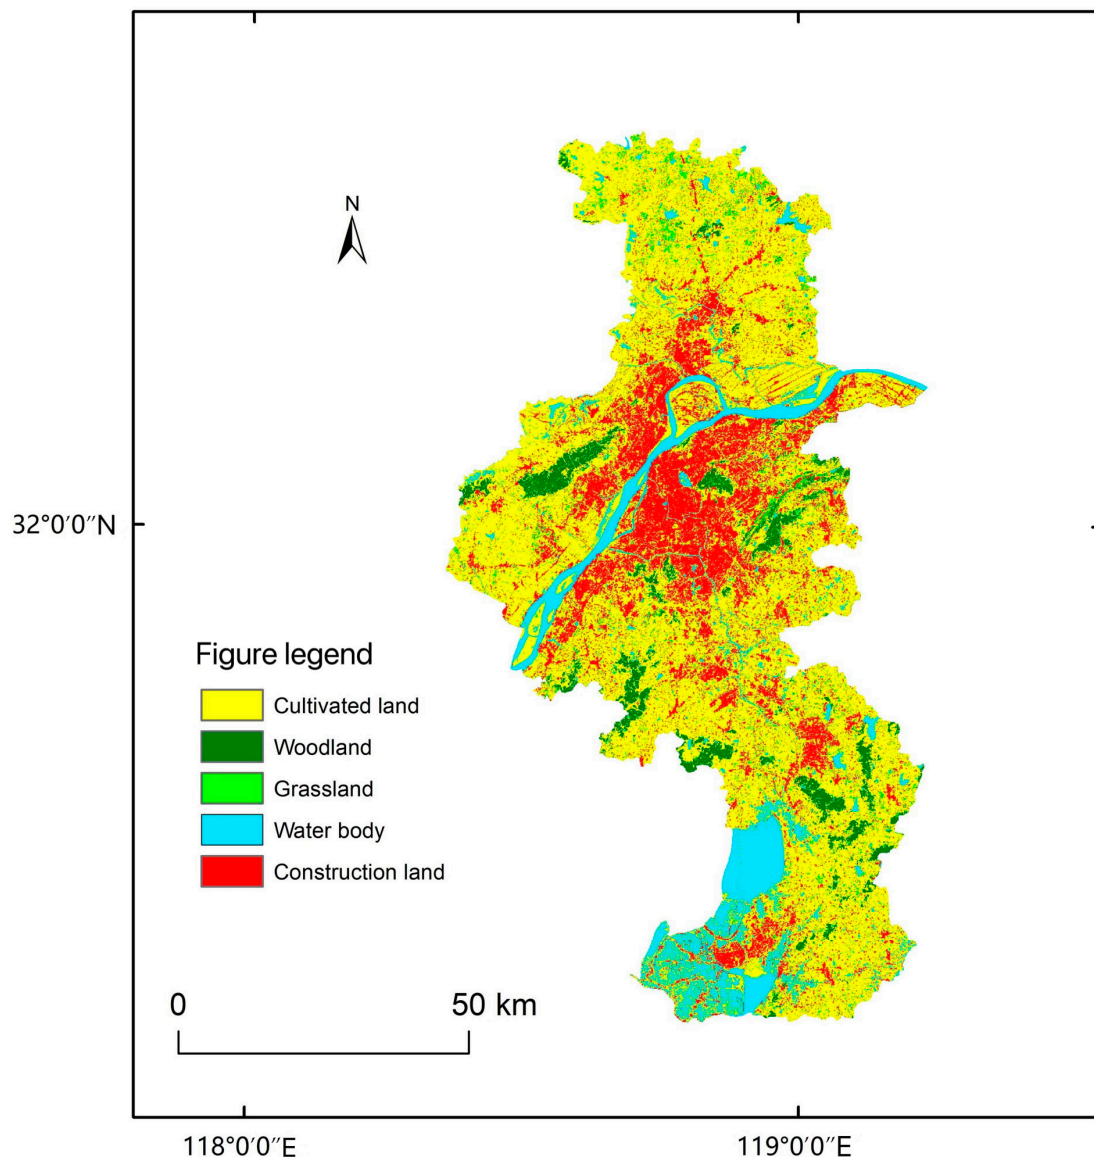 N
32°0′0″N
Figure legend
Cultivated land
Woodland
Grassland
Water body
Construction land
0 50 km
118°0′0″E 119°0′0″E